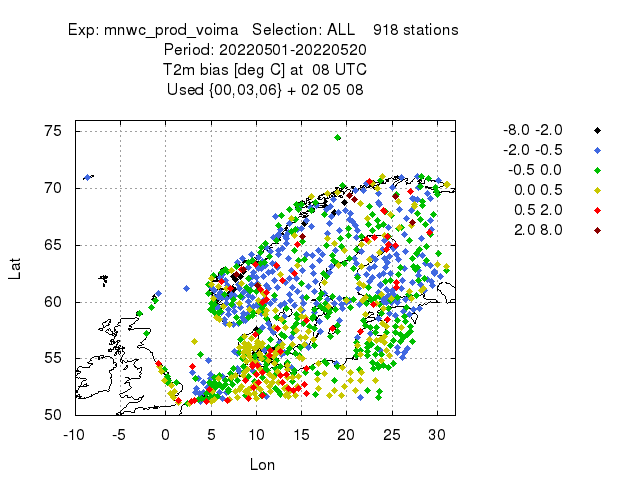 Exp: mnwc_prod_voima   Selection: ALL    918 stations
Period: 20220501-20220520
T2m bias [deg C] at  08 UTC
Used {00,03,06} + 02 05 08
75
70
65
60
55
50
Lat
-10 -5 0 5 10 15 20 25 30
Lon
-8.0 -2.0
-2.0 -0.5
-0.5 0.0
0.0 0.5
0.5 2.0
2.0 8.0